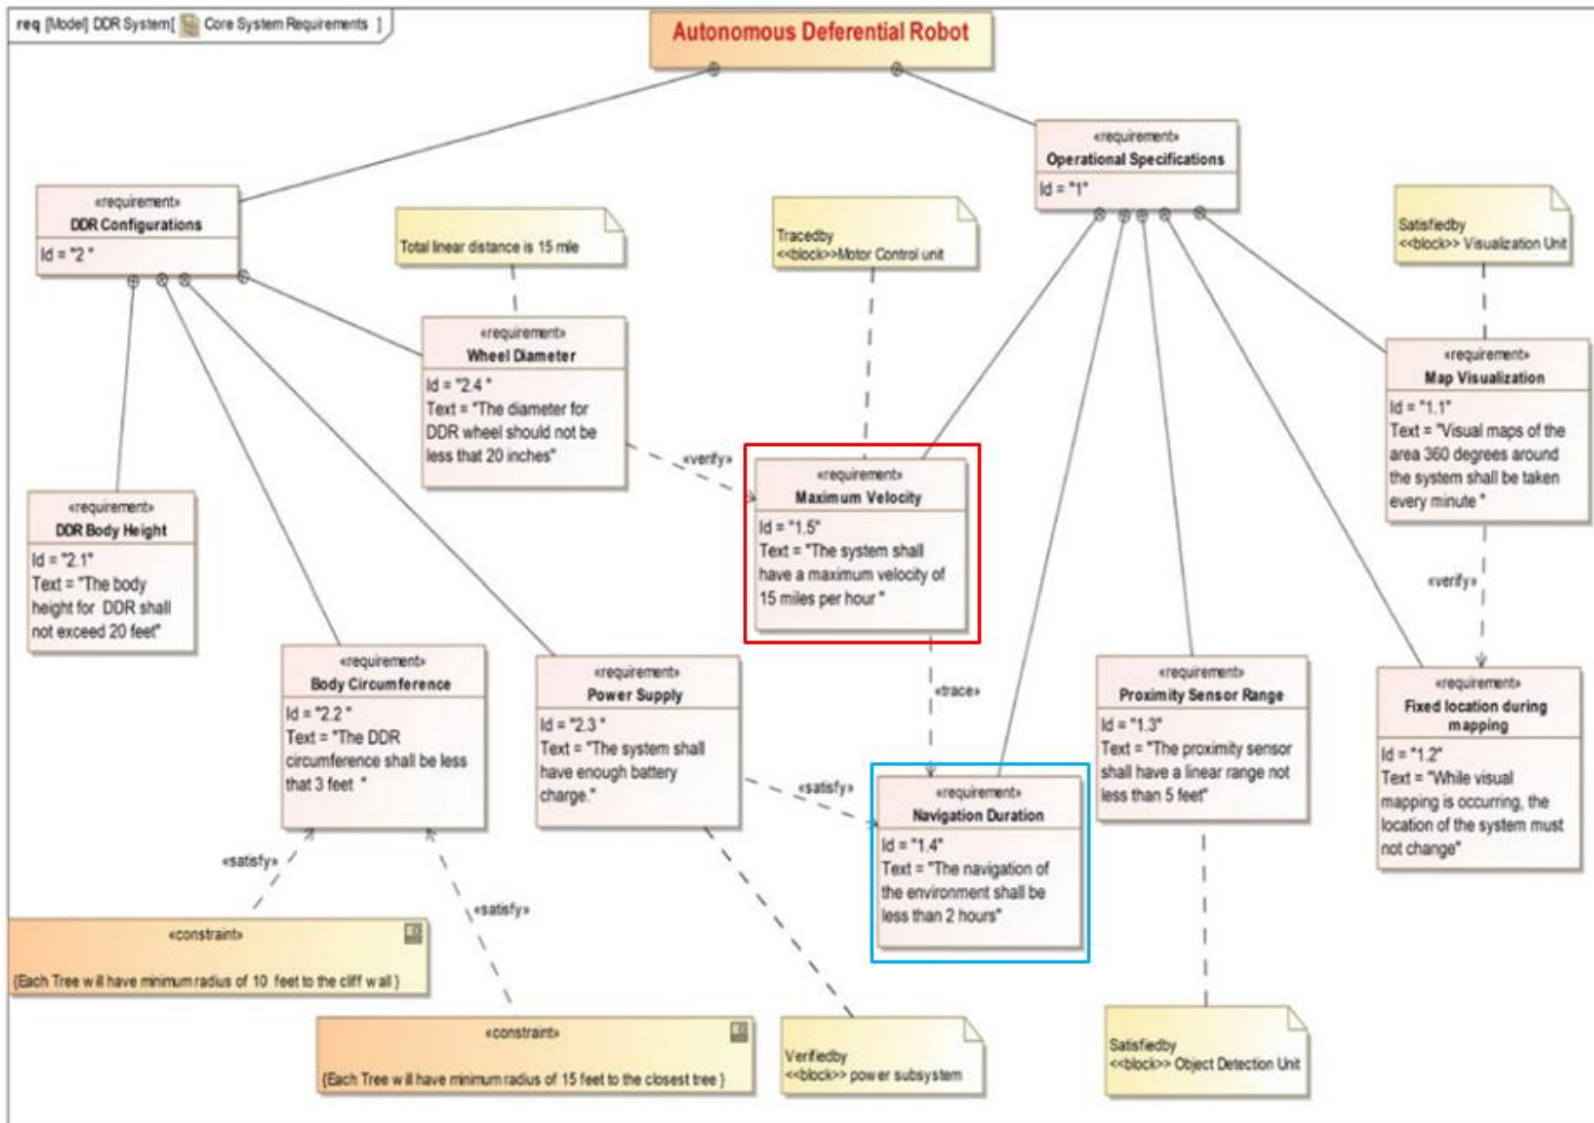 req [Model] DDR System[ Core System Requirements ]
Autonomous Deferential Robot
«requirement»
Operational Specifications
Id = "1"
«requirement»
DDR Configurations
Id = "2 "
Total linear distance is 15 mile
Tracedby
<<block>>Motor Control unit
Satisfiedby
<<block>> Visualization Unit
«requirement»
Wheel Diameter
Id = "2.4 "
Text = "The diameter for
DDR wheel should not be
less that 20 inches"
«verify»
«requirement»
Maximum Velocity
Id = "1.5"
Text = "The system shall
have a maximum velocity of
15 miles per hour "
«requirement»
Map Visualization
Id = "1.1"
Text = "Visual maps of the
area 360 degrees around
the system shall be taken
every minute "
«verify»
«requirement»
DDR Body Height
Id = "2.1"
Text = "The body
height for DDR shall
not exceed 20 feet"
«requirement»
Body Circumference
Id = "2.2 "
Text = "The DDR
circumference shall be less
that 3 feet "
«requirement»
Power Supply
Id = "2.3 "
Text = "The system shall
have enough battery
charge."
«trace»
«satisfy»
«requirement»
Navigation Duration
Id = "1.4"
Text = "The navigation of
the environment shall be
less than 2 hours"
«requirement»
Proximity Sensor Range
Id = "1.3"
Text = "The proximity sensor
shall have a linear range not
less than 5 feet"
«requirement»
Fixed location during
mapping
Id = "1.2"
Text = "While visual
mapping is occurring, the
location of the system must
not change"
«satisfy»
«satisfy»
«constraint»
{Each Tree will have minimum radius of 10 feet to the cliff wall }
«constraint»
{Each Tree will have minimum radius of 15 feet to the closest tree }
Verifiedby
<<block>> power subsystem
Satisfiedby
<<block>> Object Detection Unit